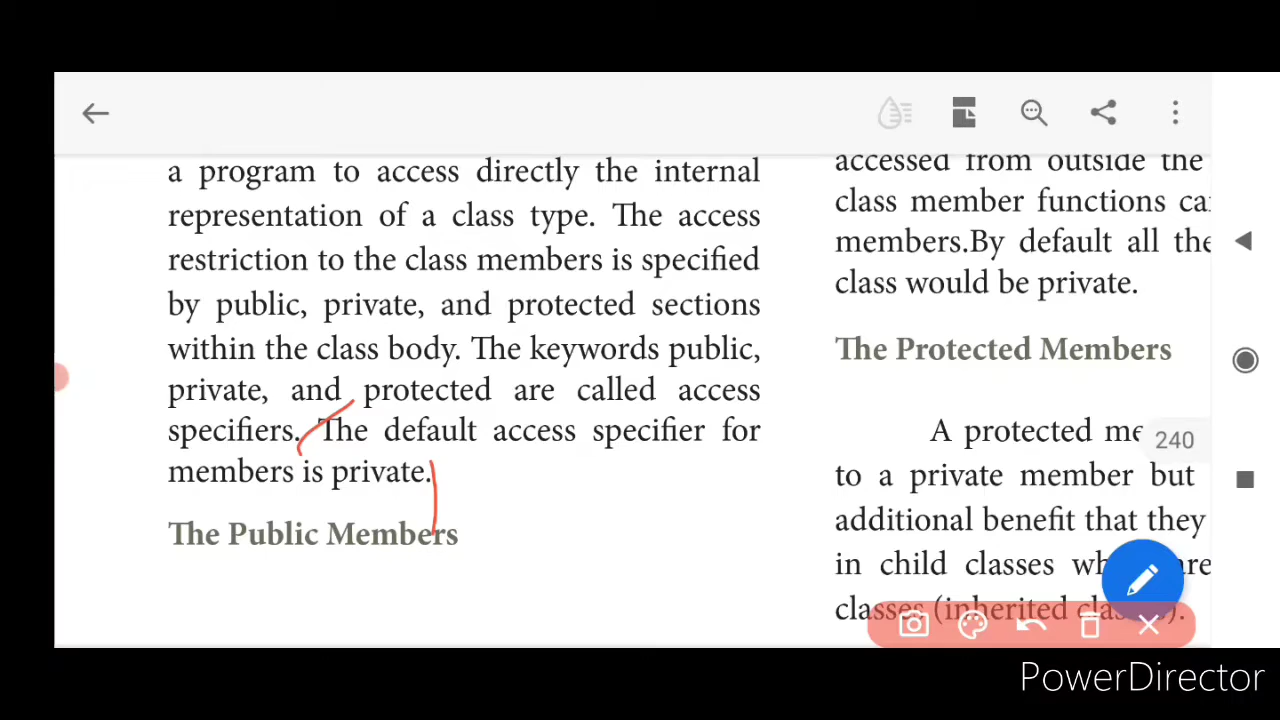 a program to access directly the internal
representation of a class type. The access
restriction to the class members is specified
by public, private, and protected sections
within the class body. The keywords public,
private, and protected are called access
specifiers. The default access specifier for
members is private.
The Public Members
accessed from outside the
class member functions
members.By default all the
class would be private.
The Protected Members
A protected
to a private member but
additional benefit that they
in child classes
classes (inherited
240
PowerDirector